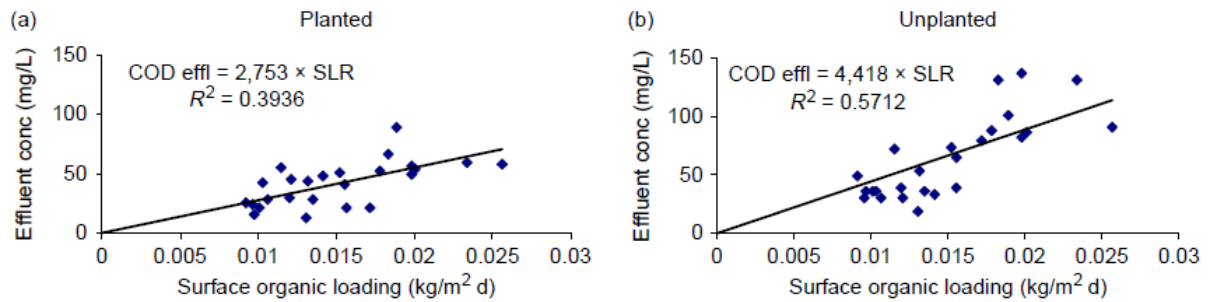 (a) Planted
Effluent conc (mg/L)
150
100
50
0
COD effl = 2,753 × SLR
R² = 0.3936
0 0.005 0.01 0.015 0.02 0.025 0.03
Surface organic loading (kg/m² d)
(b) Unplanted
Effluent conc (mg/L)
150
100
50
0
COD effl = 4,418 × SLR
R² = 0.5712
0 0.005 0.01 0.015 0.02 0.025 0.03
Surface organic loading (kg/m² d)